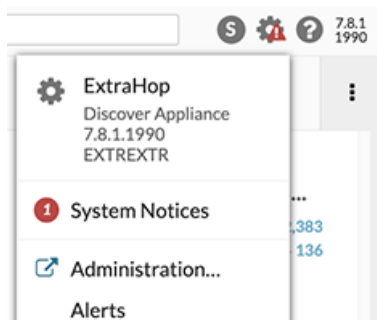 S ? 7.8.1
1990
ExtraHop
Discover Appliance
7.8.1.1990
EXTREXTR
1 System Notices
...
,383
136
Administration...
Alerts